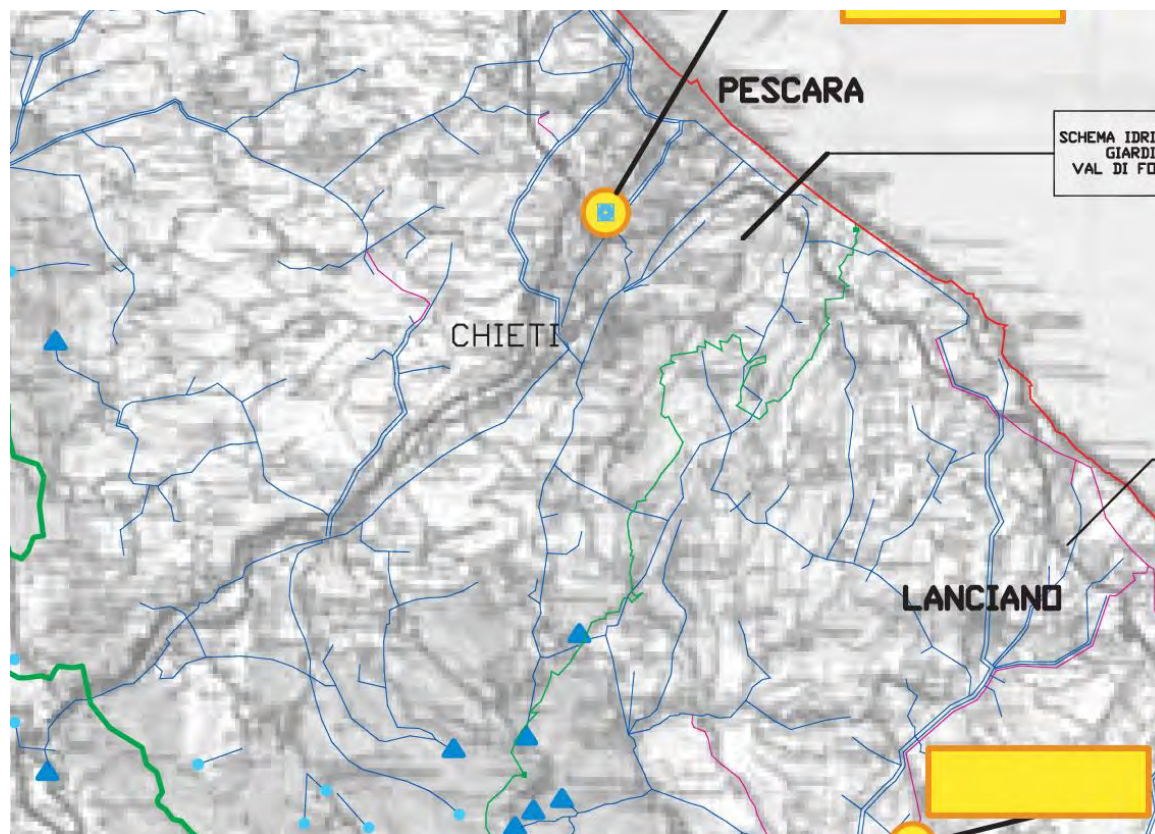 PESCARA
SCHEMA IDRI
GIARDI
VAL DI FO
CHIETI
LANCIANO